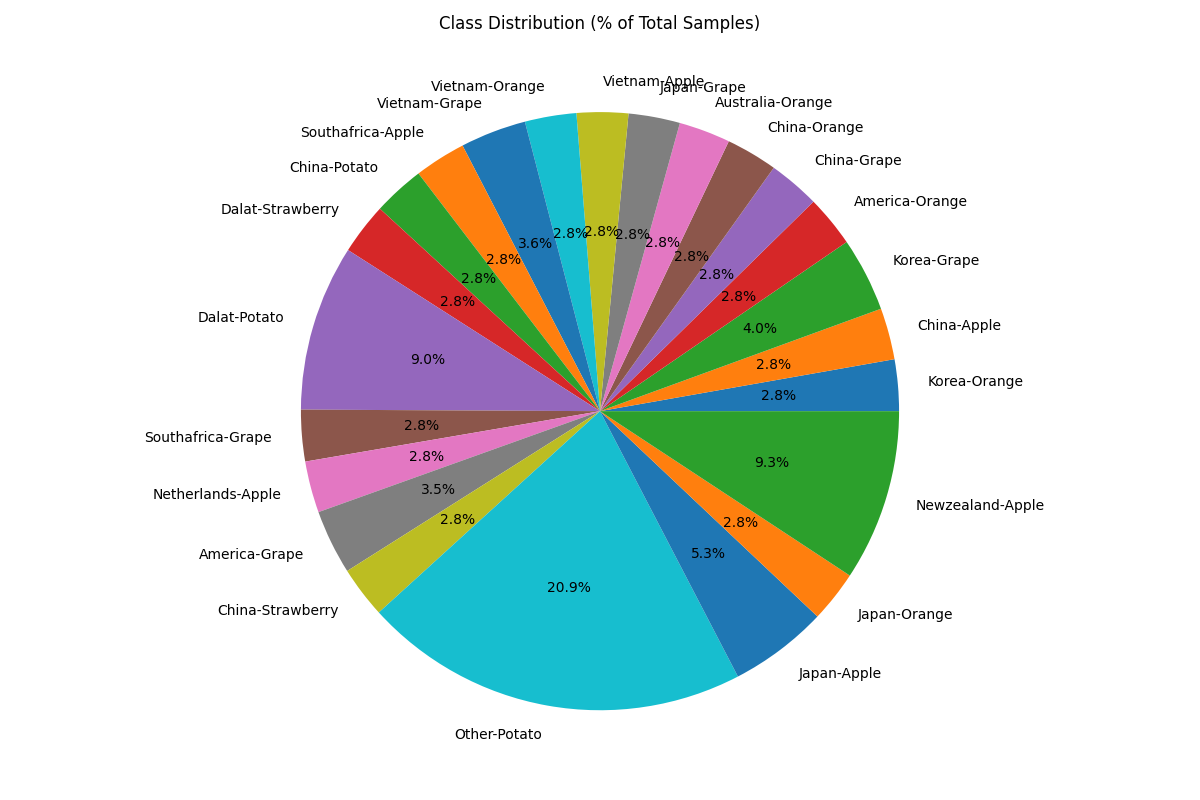 Class Distribution (% of Total Samples)
Vietnam-Apple
Japan-Grape
Vietnam-Orange
Vietnam-Grape
Australia-Orange
Southafrica-Apple
China-Orange
China-Potato
China-Grape
Dalat-Strawberry
America-Orange
Korea-Grape
Dalat-Potato
China-Apple
Korea-Orange
Southafrica-Grape
Netherlands-Apple
Newzealand-Apple
America-Grape
China-Strawberry
Japan-Orange
Japan-Apple
Other-Potato
2.8%
2.8%
4.0%
2.8%
2.8%
2.8%
2.8%
2.8%
2.8%
2.8%
3.6%
2.8%
2.8%
2.8%
9.0%
2.8%
2.8%
3.5%
2.8%
20.9%
5.3%
2.8%
9.3%